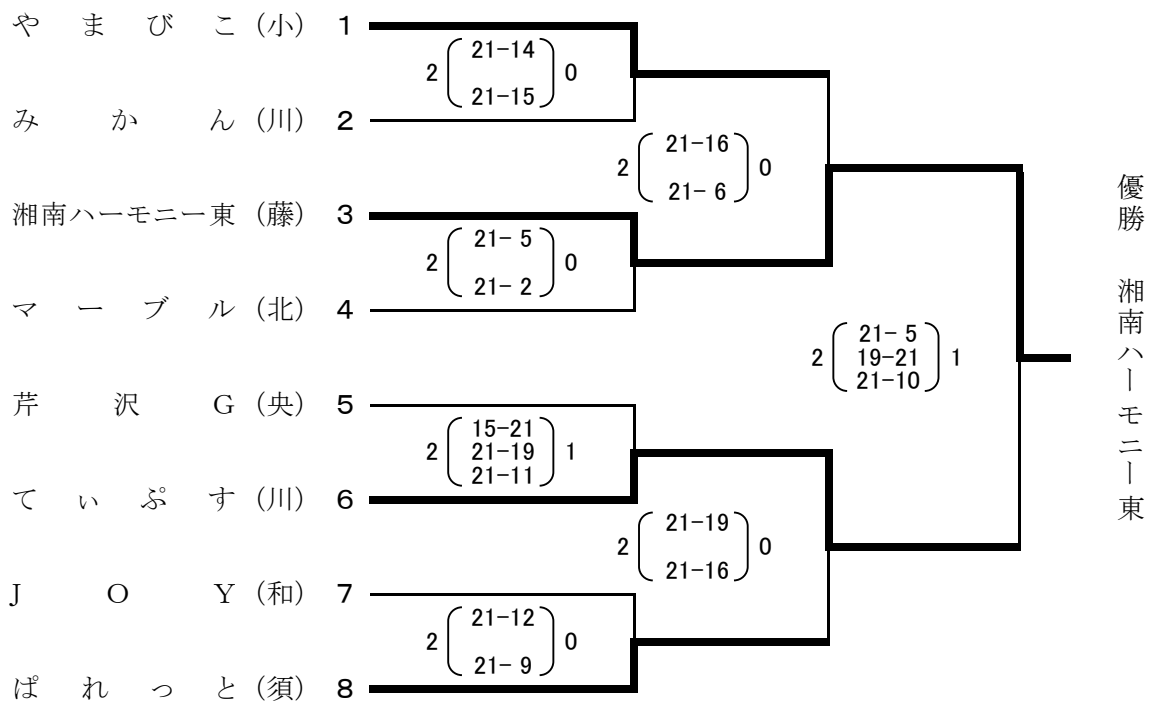 やまびこ（小） 1
2 21-14 0
21-15
みかん（川） 2
2 21-16 0
21- 6
湘南ハーモニー東（藤） 3
2 21- 5 0
21- 2
マーブル（北） 4
2 21- 5 1
19-21
21-10
芹沢G（央） 5
2 15-21 1
21-19
21-11
てぃぷす（川） 6
2 21-19 0
21-16
JOY（和） 7
2 21-12 0
21- 9
ぱれっと（須） 8
優勝 湘南ハーモニー東